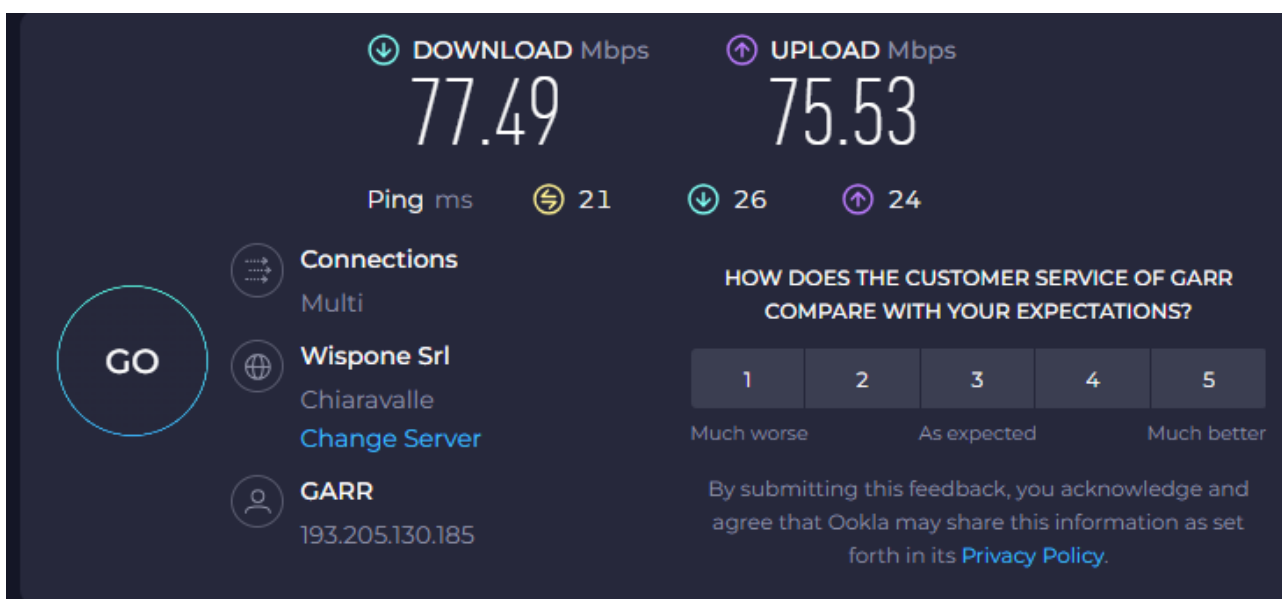 DOWNLOAD Mbps
UPLOAD Mbps
77.49
75.53
Ping ms 21 26 24
Connections
Multi
Wispone Srl
Chiaravalle
Change Server
GARR
193.205.130.185
GO
HOW DOES THE CUSTOMER SERVICE OF GARR
COMPARE WITH YOUR EXPECTATIONS?
1 2 3 4 5
Much worse As expected Much better
By submitting this feedback, you acknowledge and
agree that Ookla may share this information as set
forth in its Privacy Policy.